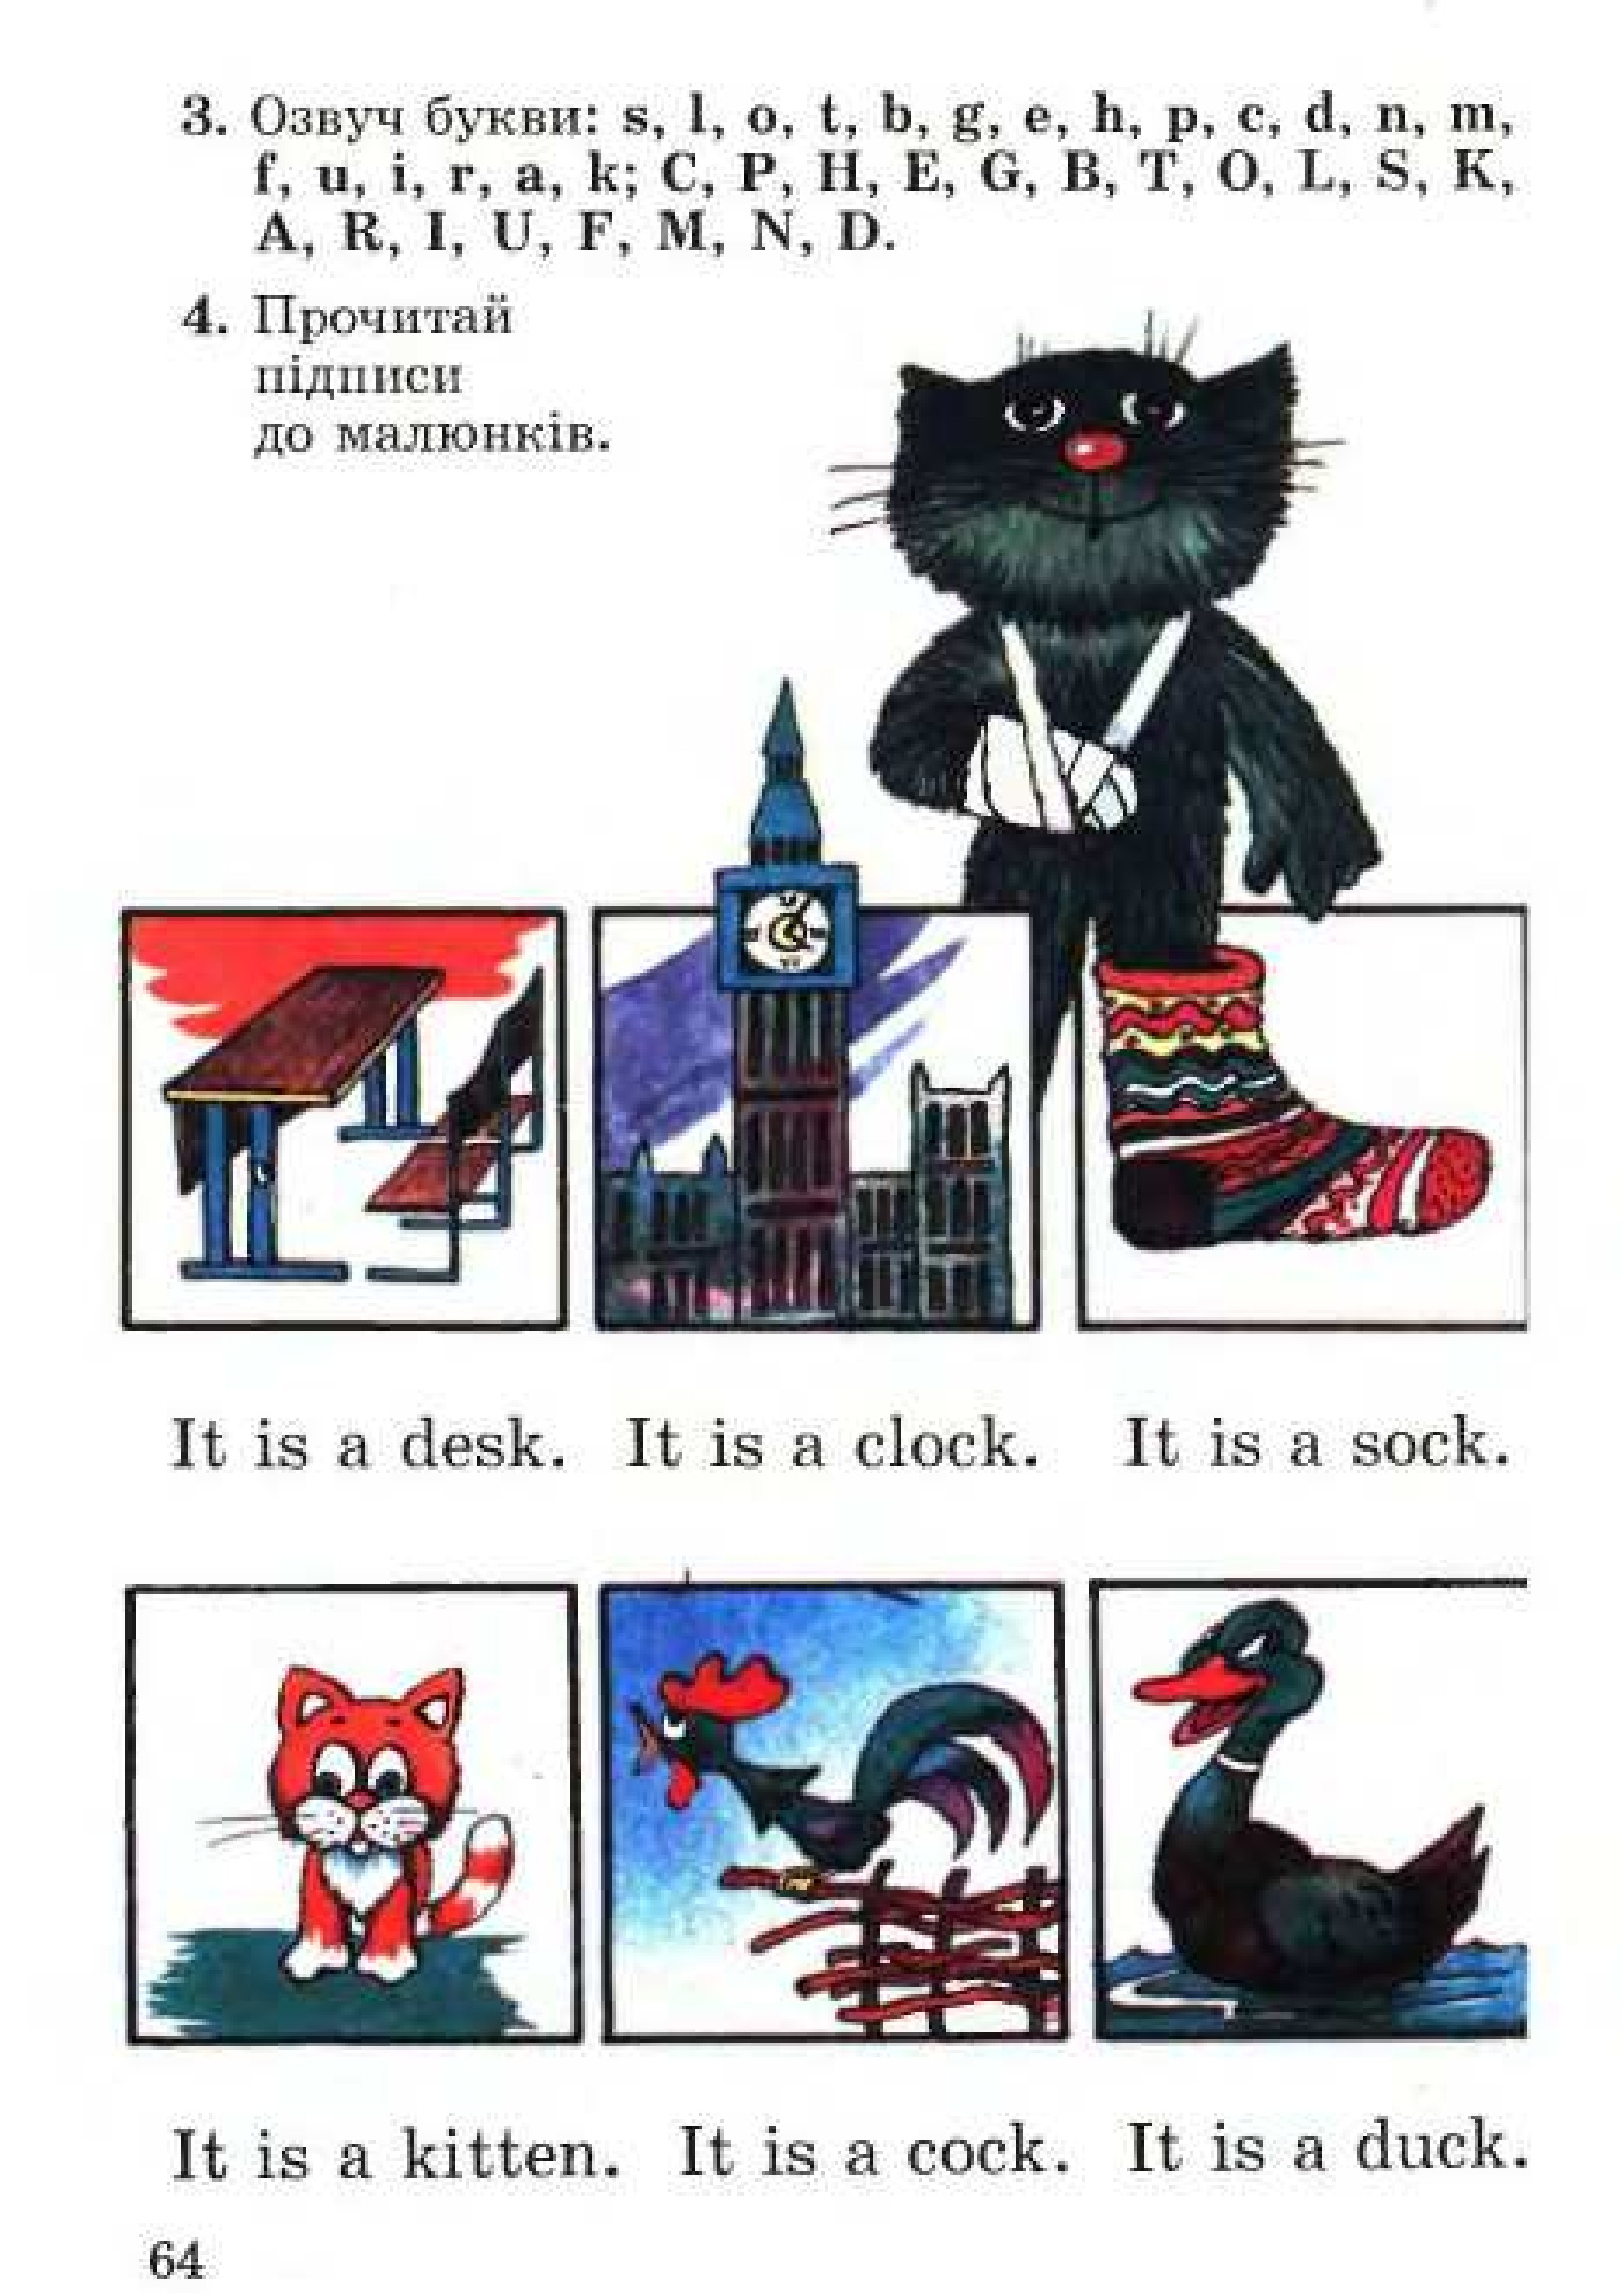 3. Озвуч букви: s, l, o, t, b, g, e, h, p, c, d, n, m,
f, u, i, r, a, k; C, P, H, E, G, B, T, O, L, S, K,
A, R, I, U, F, M, N, D.
4. Прочитай
підписи
до малюнків.
It is a desk. It is a clock. It is a sock.
It is a kitten. It is a cock. It is a duck.
64